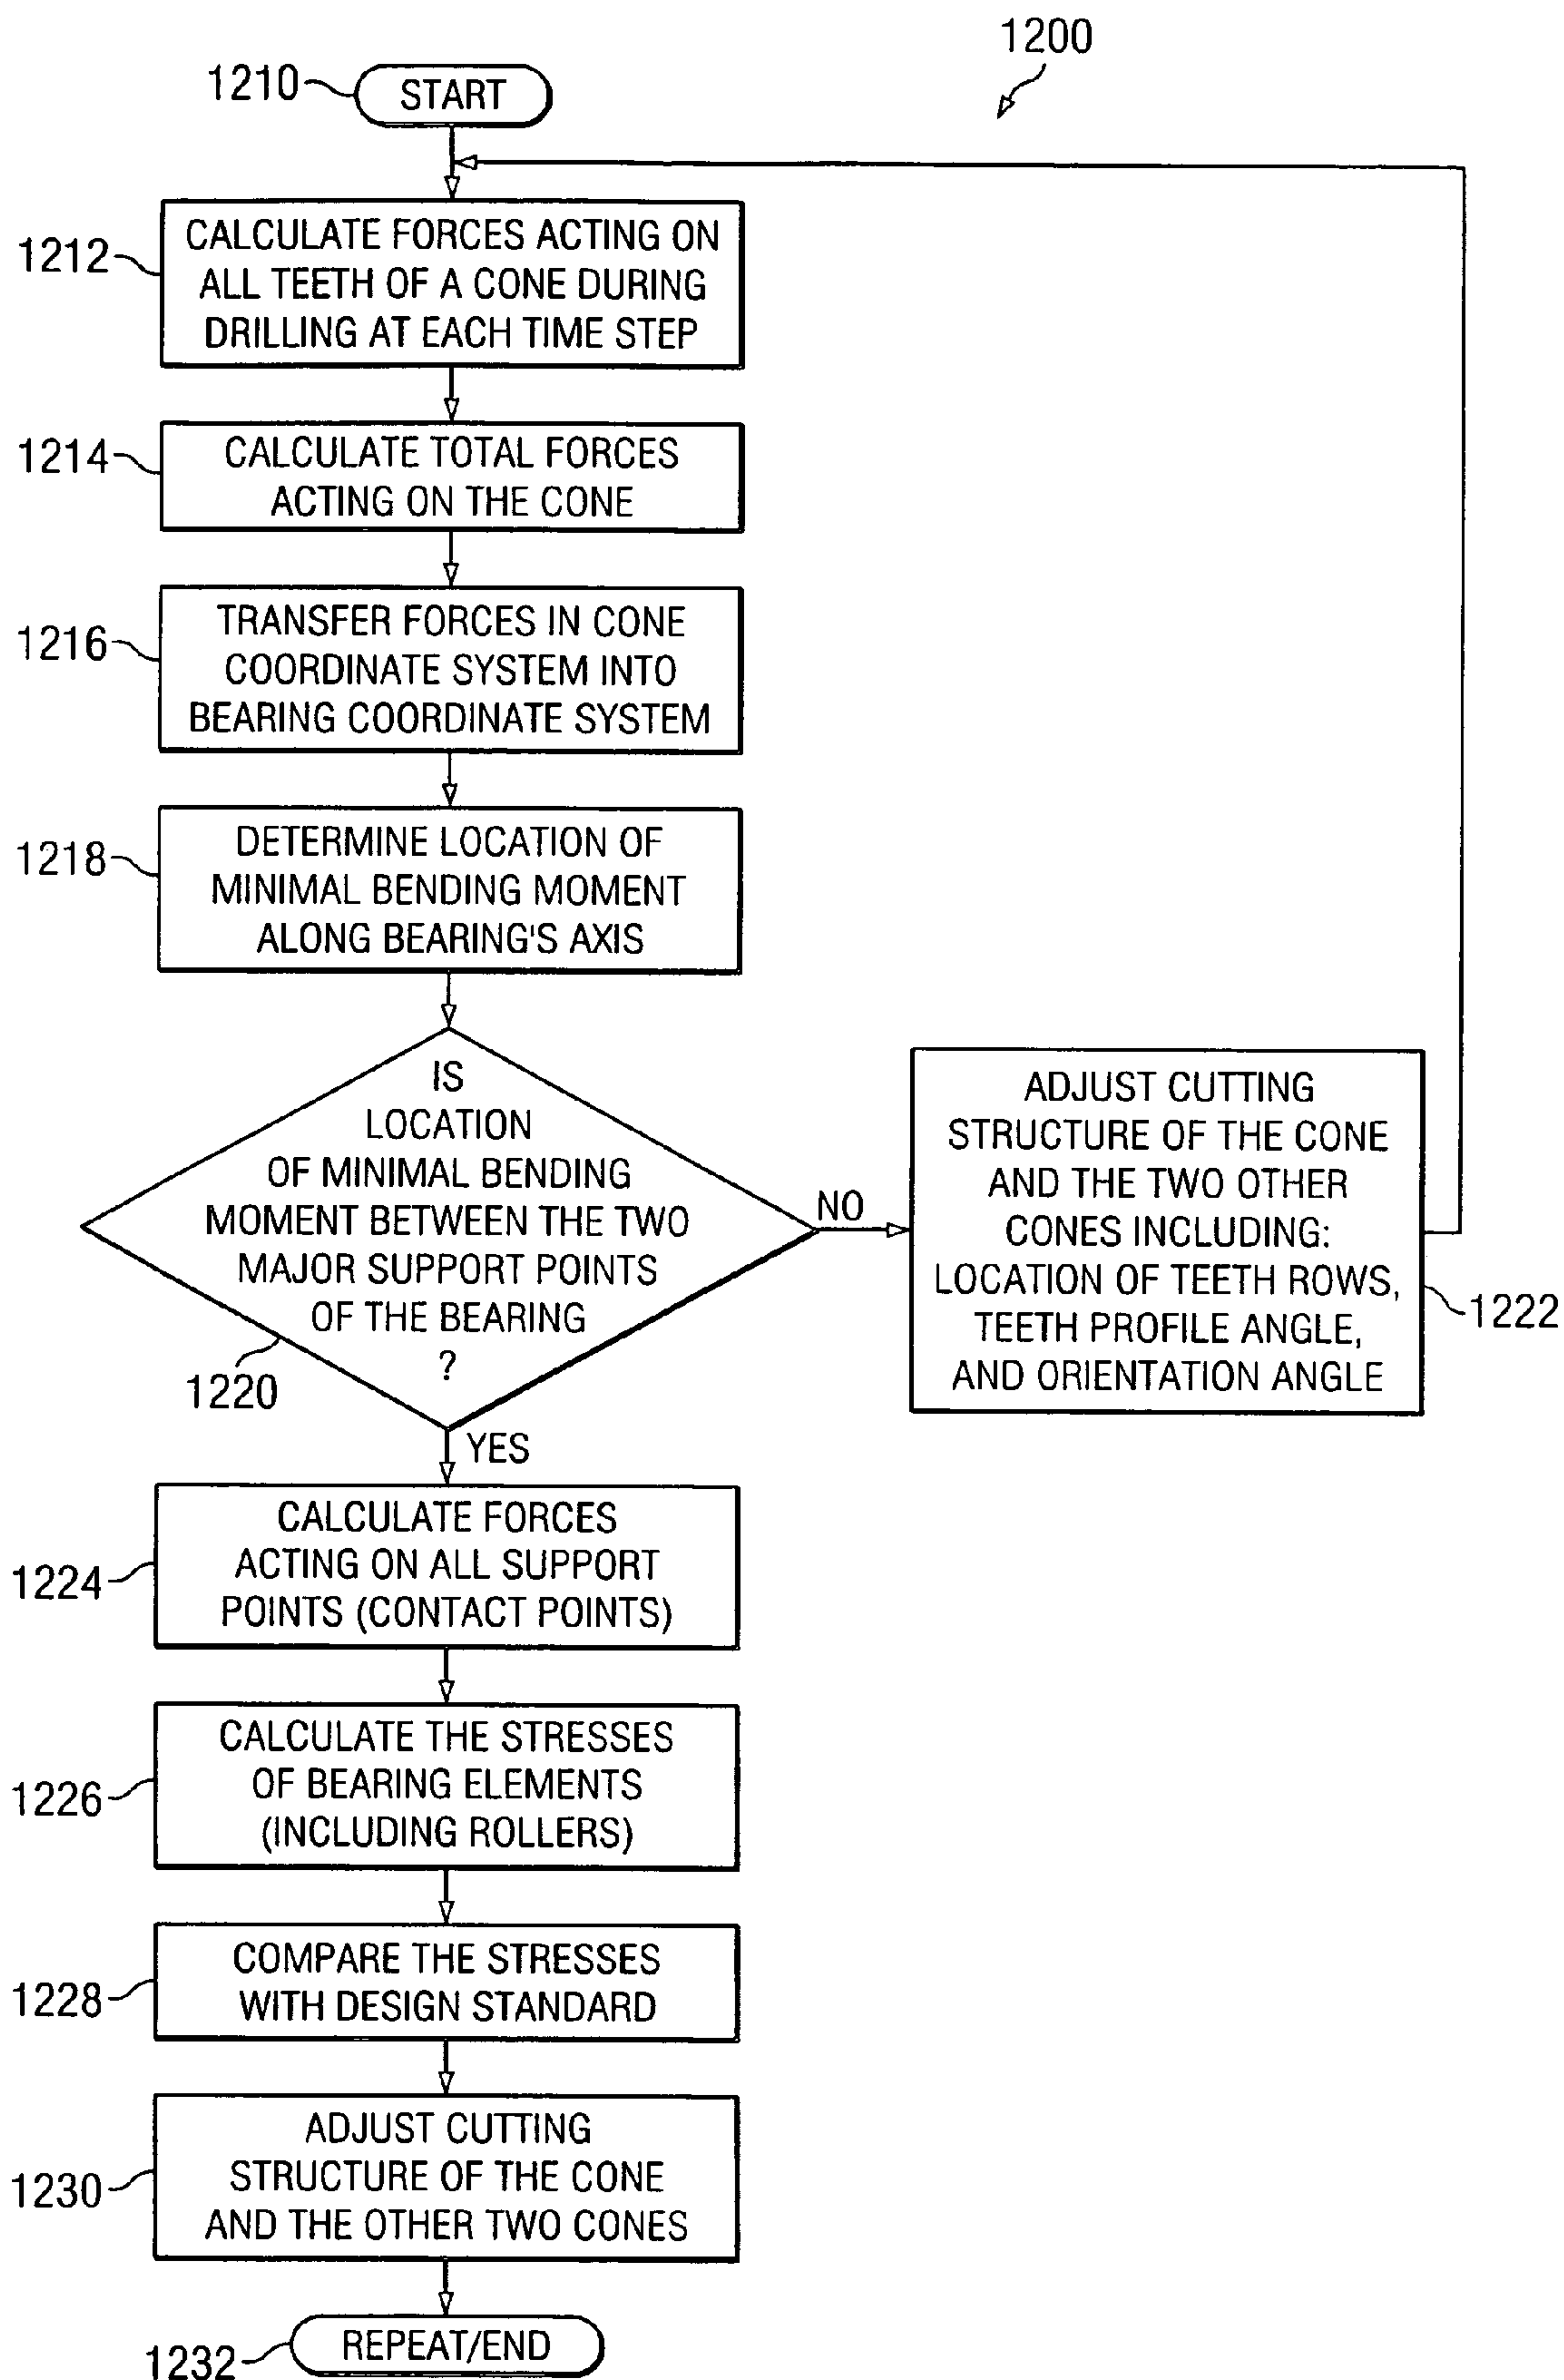 1200
1210
START
1212
CALCULATE FORCES ACTING ON
ALL TEETH OF A CONE DURING
DRILLING AT EACH TIME STEP
1214
CALCULATE TOTAL FORCES
ACTING ON THE CONE
1216
TRANSFER FORCES IN CONE
COORDINATE SYSTEM INTO
BEARING COORDINATE SYSTEM
1218
DETERMINE LOCATION OF
MINIMAL BENDING MOMENT
ALONG BEARING'S AXIS
IS
LOCATION
OF MINIMAL BENDING
MOMENT BETWEEN THE TWO
MAJOR SUPPORT POINTS
OF THE BEARING
?
1220
NO
ADJUST CUTTING
STRUCTURE OF THE CONE
AND THE TWO OTHER
CONES INCLUDING:
LOCATION OF TEETH ROWS,
TEETH PROFILE ANGLE,
AND ORIENTATION ANGLE
1222
YES
1224
CALCULATE FORCES
ACTING ON ALL SUPPORT
POINTS (CONTACT POINTS)
1226
CALCULATE THE STRESSES
OF BEARING ELEMENTS
(INCLUDING ROLLERS)
1228
COMPARE THE STRESSES
WITH DESIGN STANDARD
1230
ADJUST CUTTING
STRUCTURE OF THE CONE
AND THE OTHER TWO CONES
1232
REPEAT/END